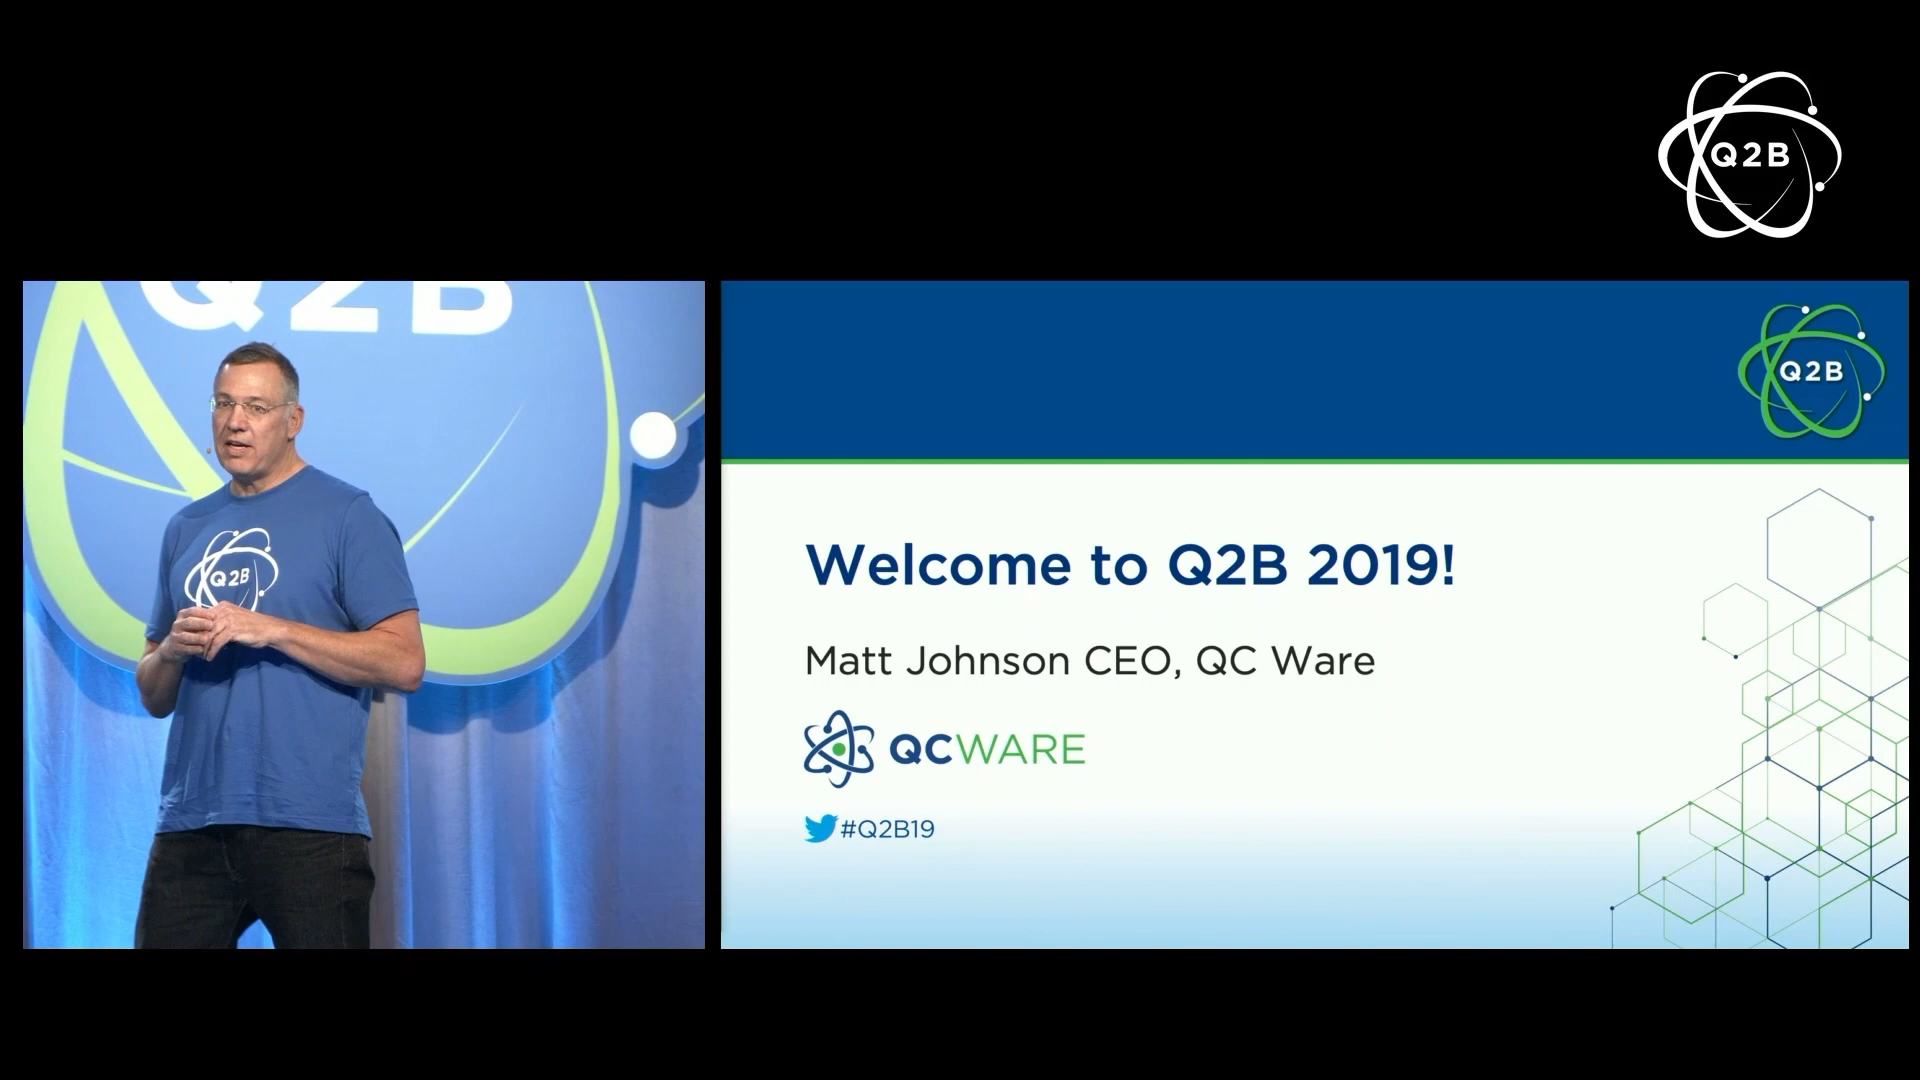 Q2B
Q2B
Q2B
Q2B
Welcome to Q2B 2019!
Matt Johnson CEO, QC Ware
QCWARE
#Q2B19